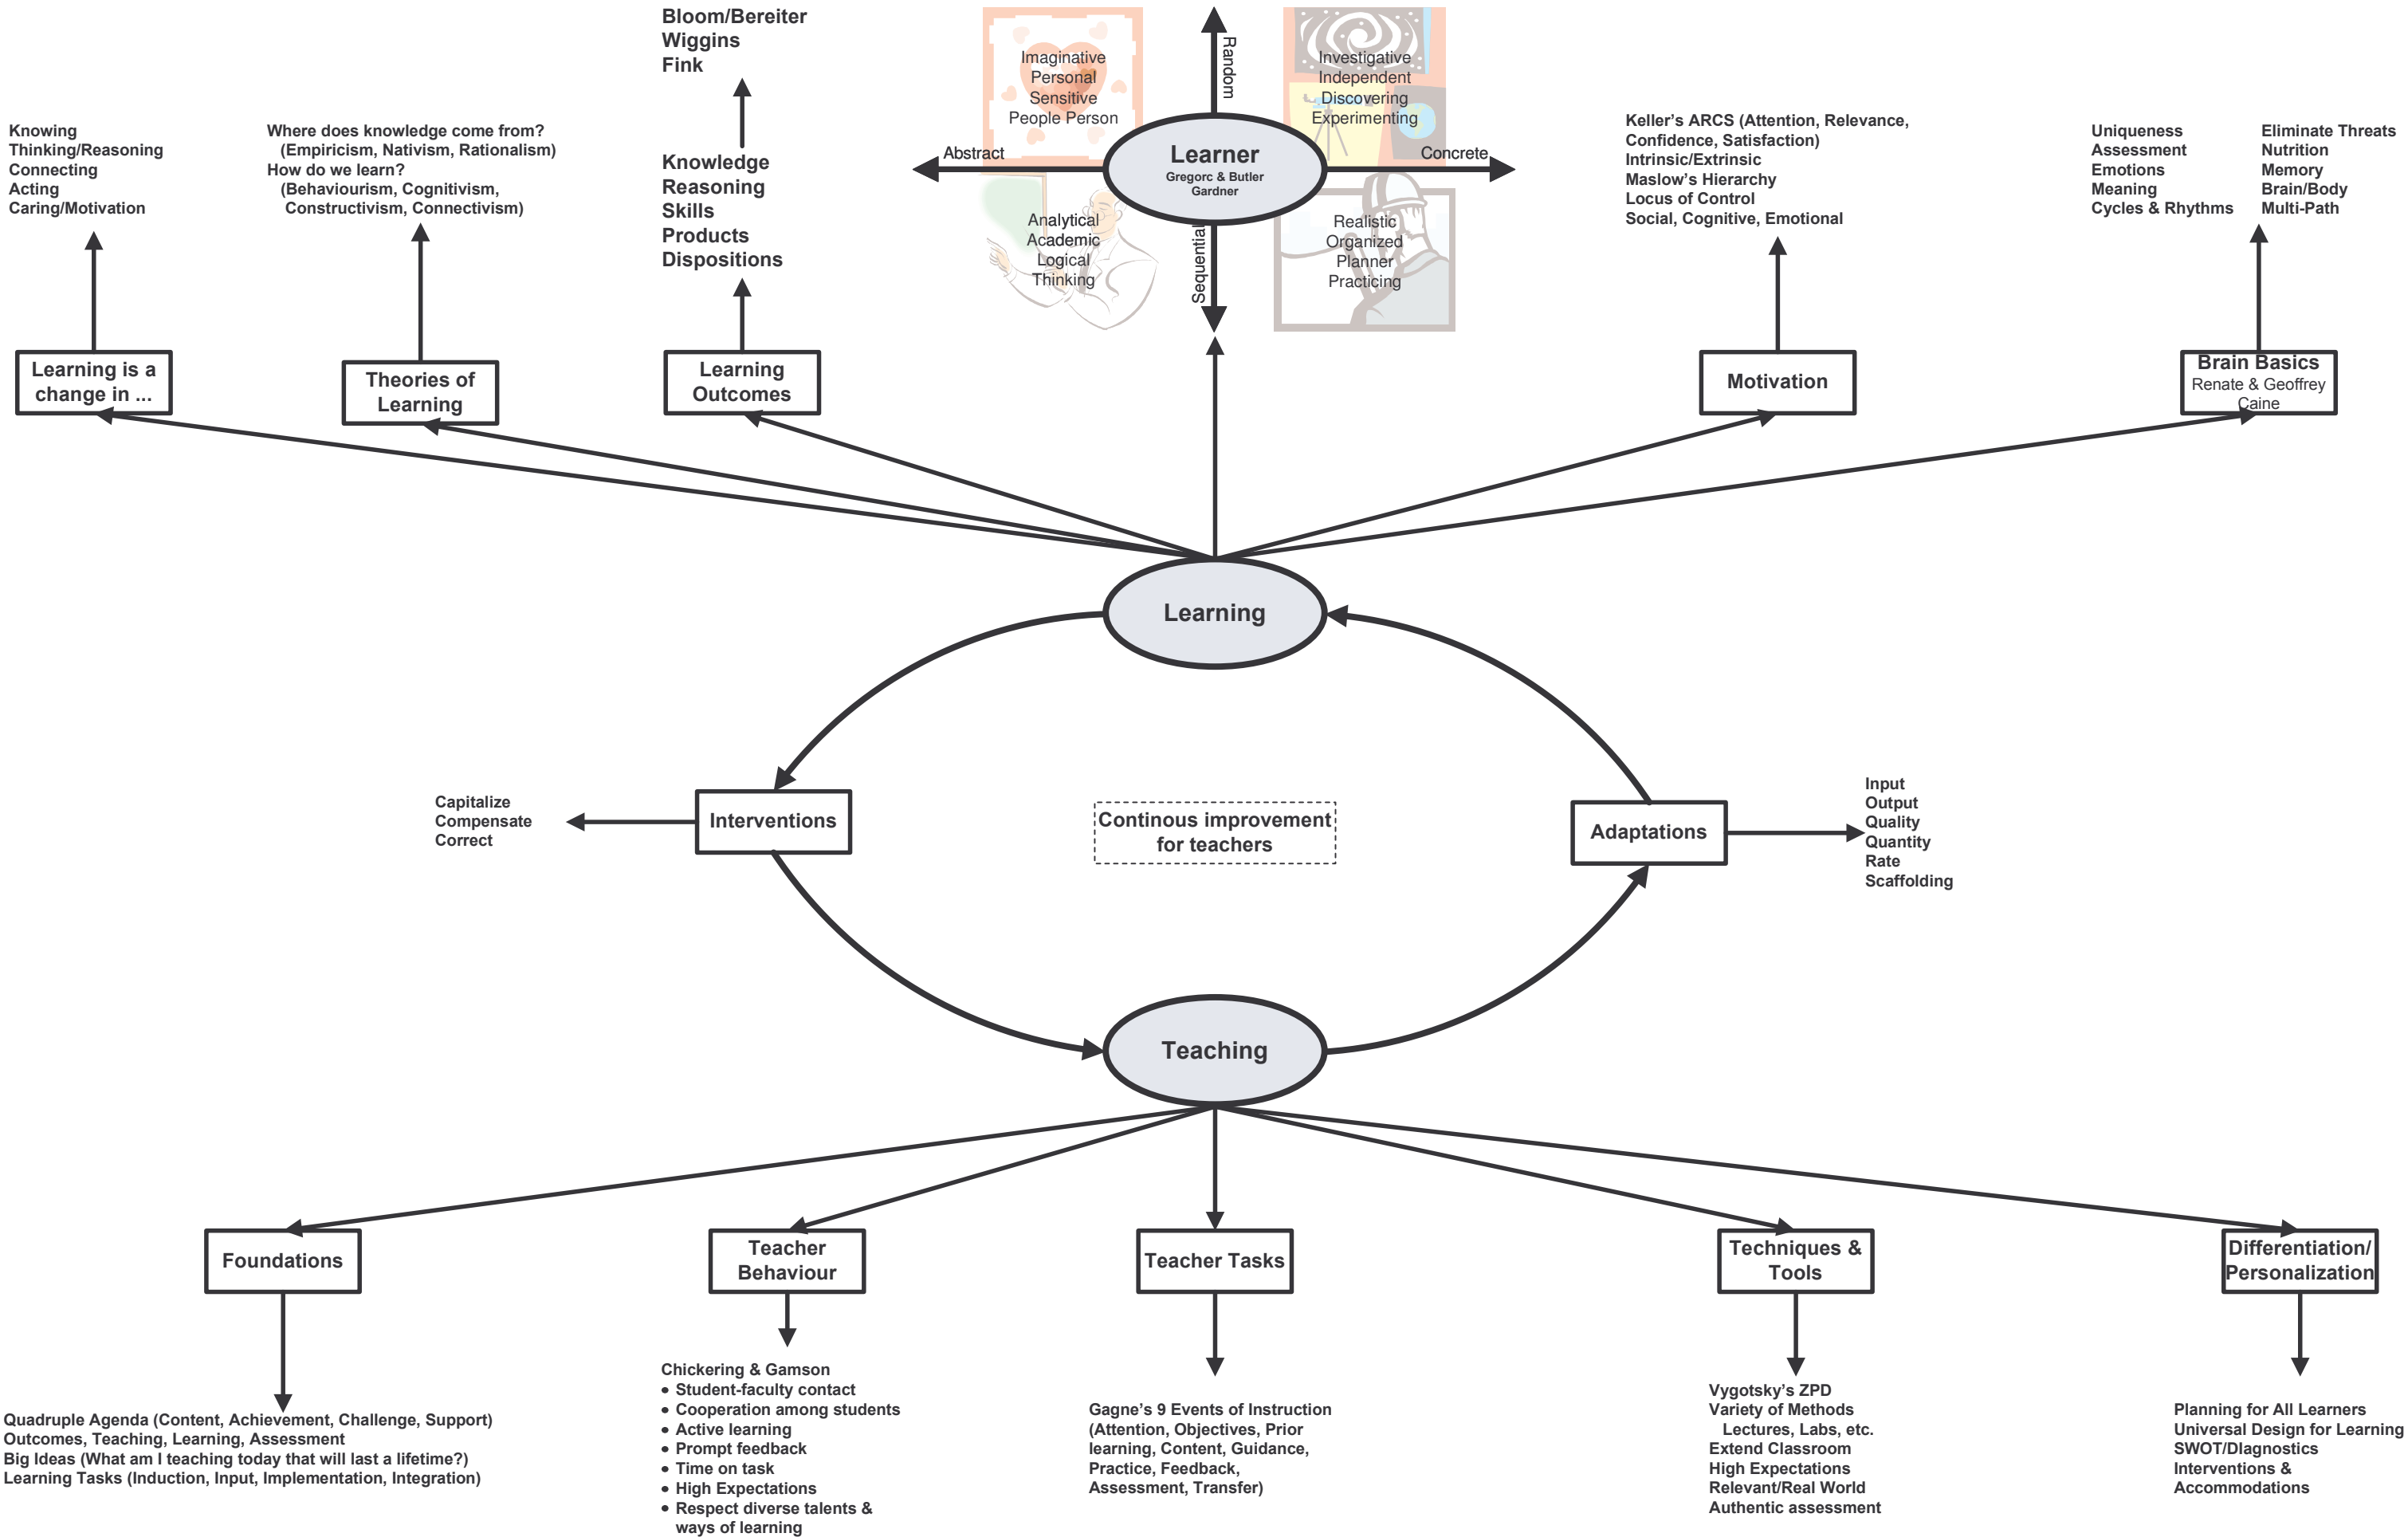 Bloom/Bereiter
Wiggins
Fink
Knowledge
Reasoning
Skills
Products
Dispositions
Knowing
Thinking/Reasoning
Connecting
Acting
Caring/Motivation
Where does knowledge come from?
(Empiricism, Nativism, Rationalism)
How do we learn?
(Behaviourism, Cognitivism,
Constructivism, Connectivism)
Imaginative
Personal
Sensitive
People Person
Random
Investigative
Independent
Discovering
Experimenting
Abstract
Learner
Gregorc & Butler
Gardner
Concrete
Analytical
Academic
Logical
Thinking
Sequential
Realistic
Organized
Planner
Practicing
Keller's ARCS (Attention, Relevance,
Confidence, Satisfaction)
Intrinsic/Extrinsic
Maslow's Hierarchy
Locus of Control
Social, Cognitive, Emotional
Uniqueness
Assessment
Emotions
Meaning
Cycles & Rhythms
Eliminate Threats
Nutrition
Memory
Brain/Body
Multi-Path
Learning is a
change in ...
Theories of
Learning
Learning
Outcomes
Motivation
Brain Basics
Renate & Geoffrey
Caine
Learning
Capitalize
Compensate
Correct
Interventions
Continous improvement
for teachers
Adaptations
Input
Output
Quality
Quantity
Rate
Scaffolding
Teaching
Foundations
Teacher
Behaviour
Teacher Tasks
Techniques &
Tools
Differentiation/
Personalization
Quadruple Agenda (Content, Achievement, Challenge, Support)
Outcomes, Teaching, Learning, Assessment
Big Ideas (What am I teaching today that will last a lifetime?)
Learning Tasks (Induction, Input, Implementation, Integration)
Chickering & Gamson
• Student-faculty contact
• Cooperation among students
• Active learning
• Prompt feedback
• Time on task
• High Expectations
• Respect diverse talents &
ways of learning
Gagne's 9 Events of Instruction
(Attention, Objectives, Prior
learning, Content, Guidance,
Practice, Feedback,
Assessment, Transfer)
Vygotsky's ZPD
Variety of Methods
Lectures, Labs, etc.
Extend Classroom
High Expectations
Relevant/Real World
Authentic assessment
Planning for All Learners
Universal Design for Learning
SWOT/DIagnostics
Interventions &
Accommodations